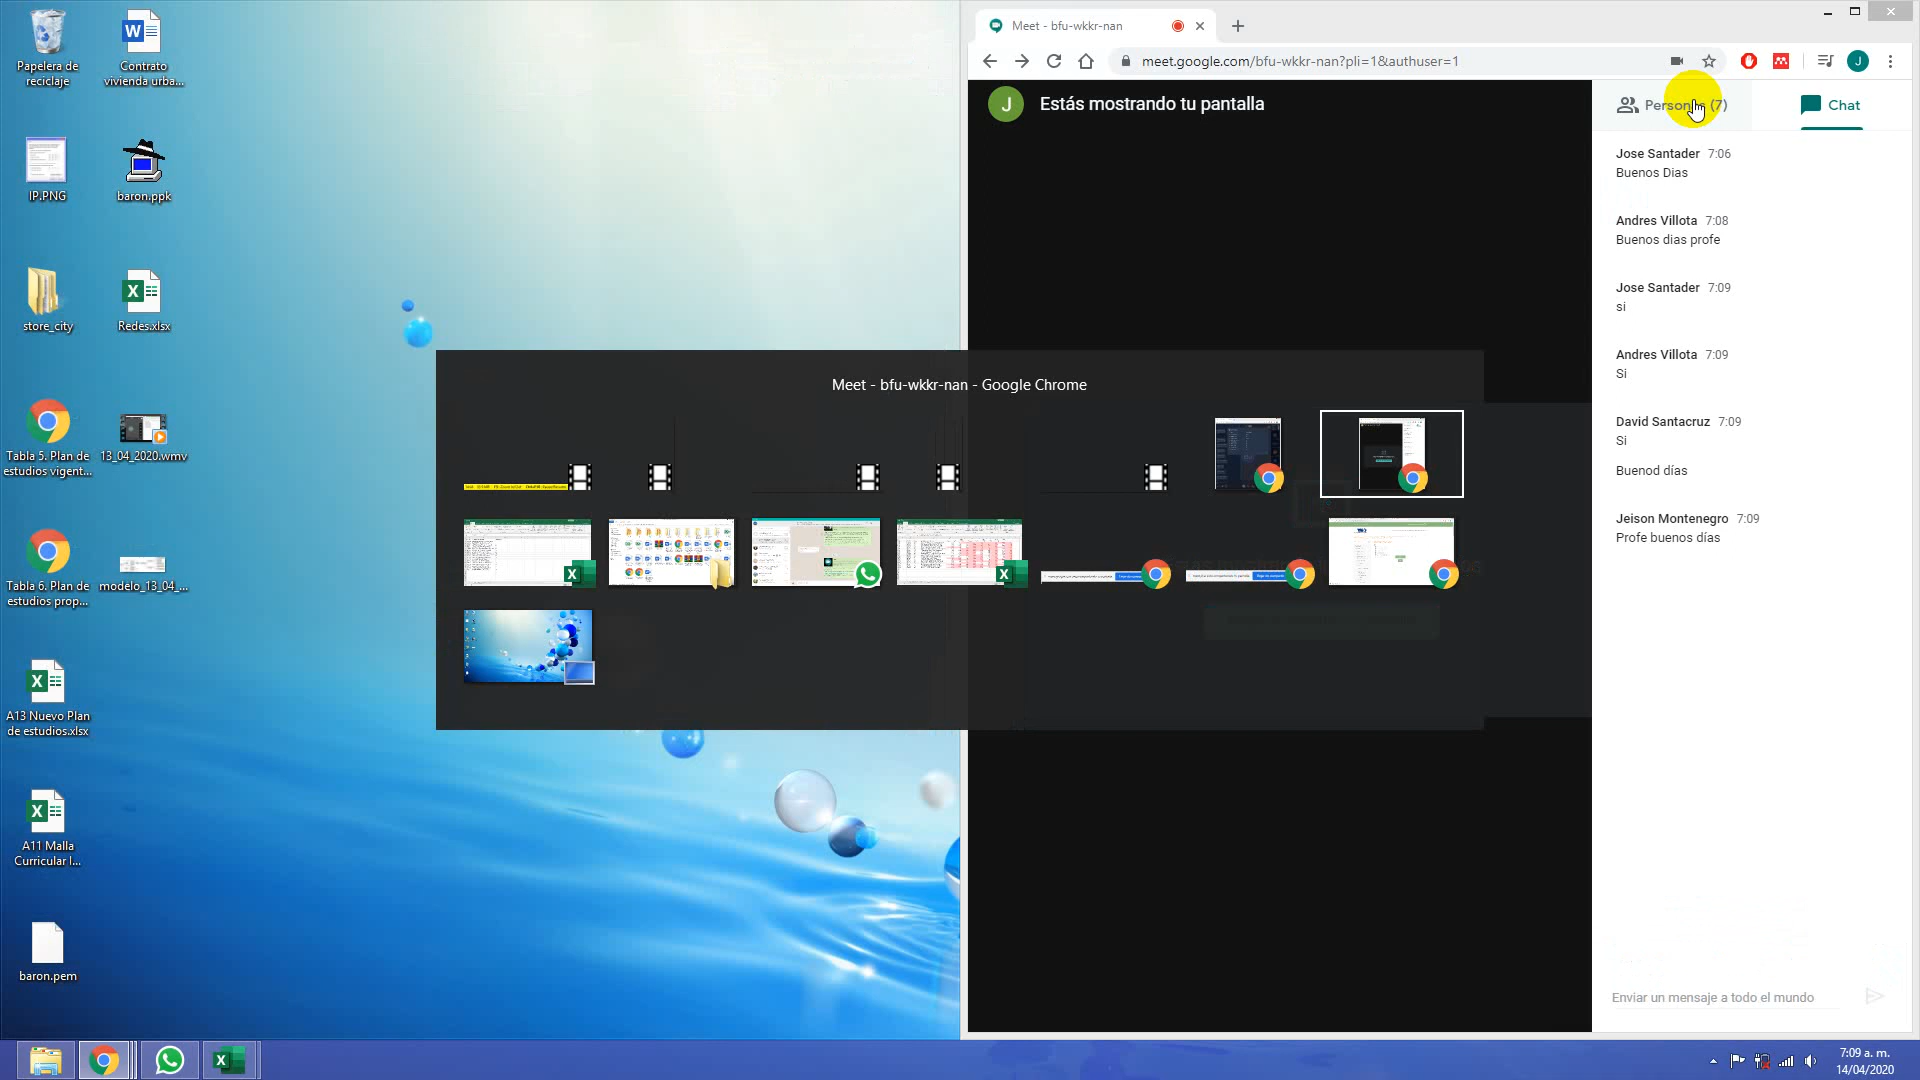 Papelera de
reciclaje
Contrato
vivienda urba...
IP.PNG
baron.ppk
store_city
Redes.xlsx
Tabla 5. Plan de
estudios vigent...
13_04_2020.wmv
Tabla 6. Plan de
estudios prop...
modelo_13_04_...
A13 Nuevo Plan
de estudios.xlsx
A11 Malla
Curricular I...
baron.pem
Meet - bfu-wkkr-nan
meet.google.com/bfu-wkkr-nan?pli=1&authuser=1
J
J
Estás mostrando tu pantalla
(7)
Chat
Jose Santader 7:06
Buenos Dias
Andres Villota 7:08
Buenos dias profe
Jose Santader 7:09
si
Andres Villota 7:09
Si
David Santacruz 7:09
Si
Buenod días
Jeison Montenegro 7:09
Profe buenos días
Enviar un mensaje a todo el mundo
Meet - bfu-wkkr-nan - Google Chrome
7:09 a. m.
14/04/2020